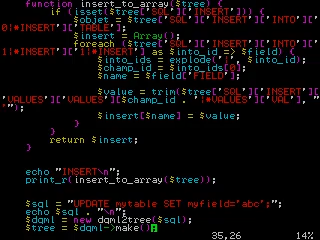 function insert_to_array($tree) {
if (isset($tree['SQL']['INSERT'])) {
$objet = $tree['SQL']['INSERT']['INTO']['
0|#INSERT']['TABLE'];
$insert = Array();
foreach ($tree['SQL']['INSERT']['INTO']['
1|#INSERT']['1|#INSERT'] as $into_id => $field) {
$into_ids = explode('|', $into_id);
$champ_id = $into_ids[0];
$name = $field['FIELD'];
$value = trim($tree['SQL']['INSERT']['
VALUES']['VALUES'][$champ_id . '|#VALUES']['VAL'], "'
");
$insert[$name] = $value;
}
}
return $insert;
}
echo "INSERT\n";
print_r(insert_to_array($tree));
$sql = "UPDATE mytable SET myfield='abc';";
echo $sql . "\n";
$dqml = new dqml2tree($sql);
$tree = $dqml->make();
35,26 14%